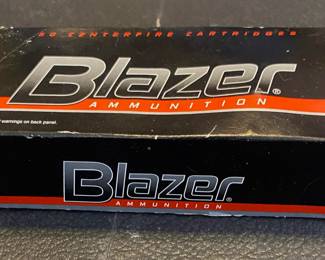 50 CENTERFIRE CARTRIDGES
Blazer®
AMMUNITION
warnings on back panel.
Blazer®
AMMUNITION